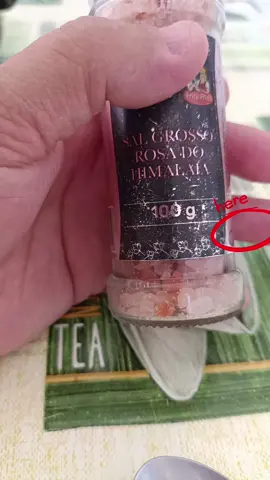 SAL GROSSO
ROSA DO
HIMALAIA
100 g
here
TEA